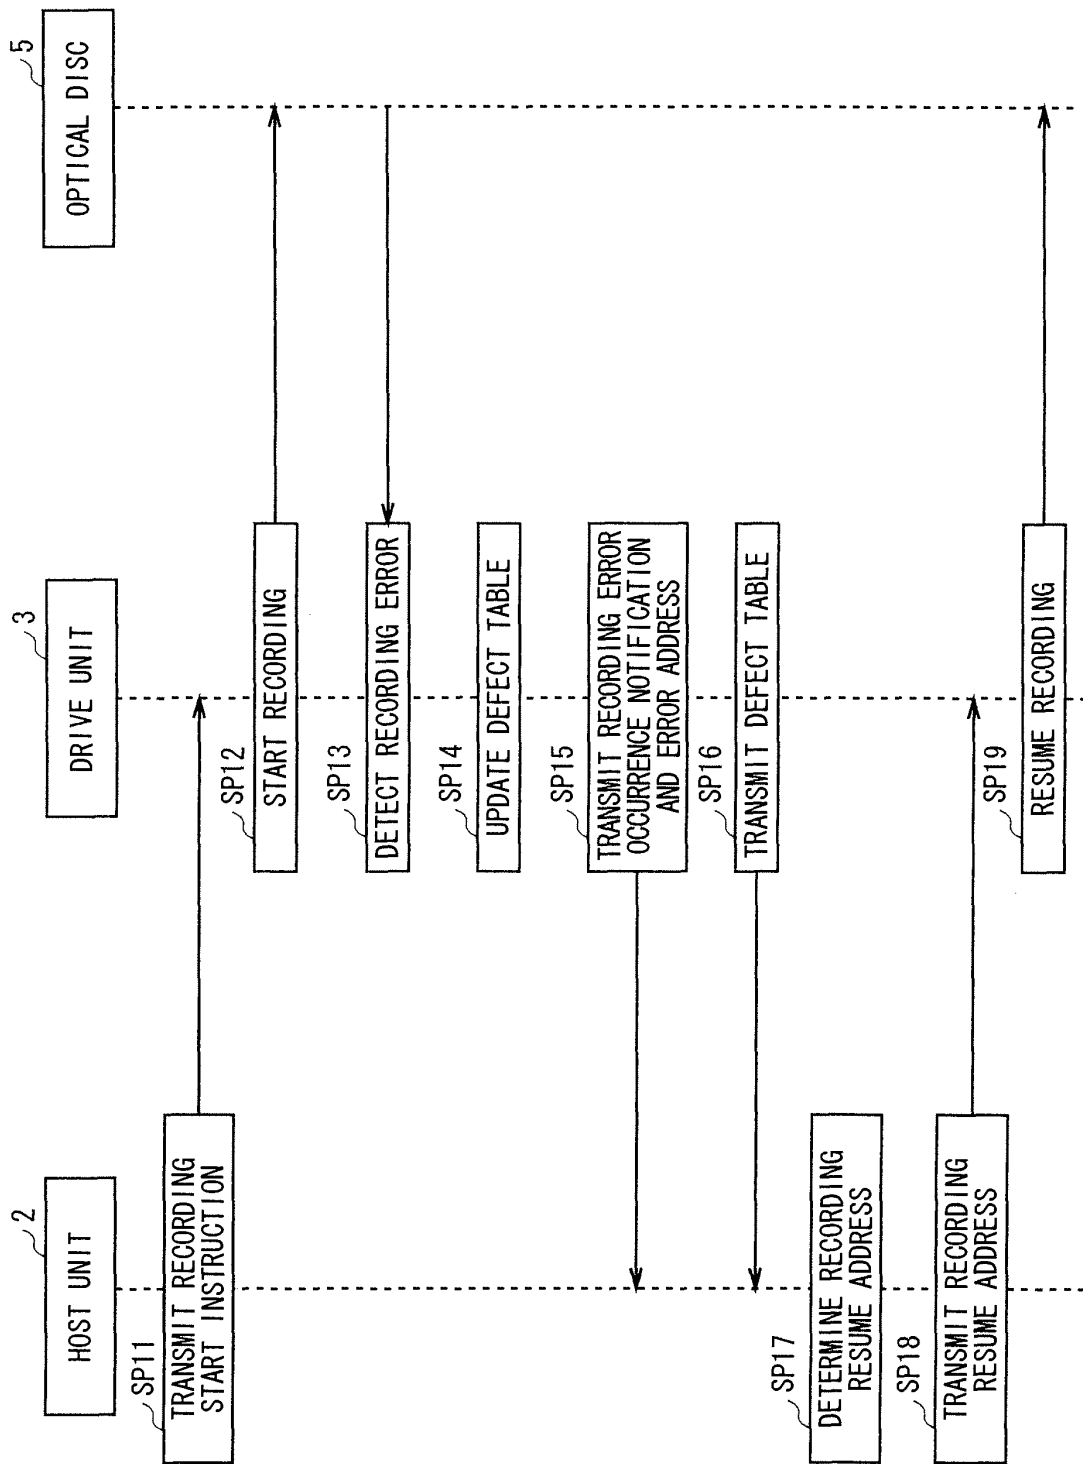 2
HOST UNIT
3
DRIVE UNIT
5
OPTICAL DISC
SP11
TRANSMIT RECORDING
START INSTRUCTION
SP12
START RECORDING
SP13
DETECT RECORDING ERROR
SP14
UPDATE DEFECT TABLE
SP15
TRANSMIT RECORDING ERROR
OCCURRENCE NOTIFICATION
AND ERROR ADDRESS
SP16
TRANSMIT DEFECT TABLE
SP17
DETERMINE RECORDING
RESUME ADDRESS
SP18
TRANSMIT RECORDING
RESUME ADDRESS
SP19
RESUME RECORDING